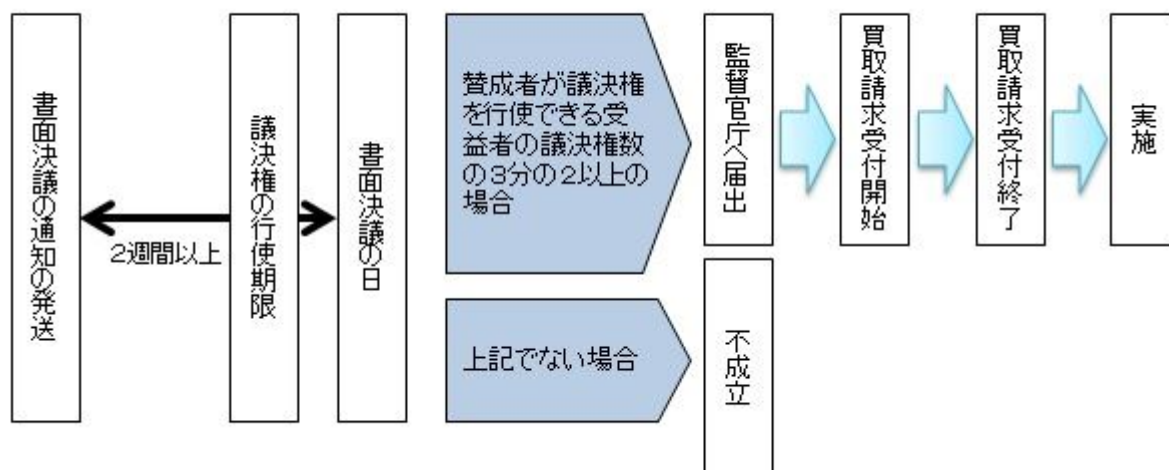 書面決議の通知の発送
2週間以上
議決権の行使期限
書面決議の日
賛成者が議決権
を行使できる受
益者の議決権数
の3分の2以上の
場合
上記でない場合
監督官庁へ届出
不成立
買取請求受付開始
買取請求受付終了
実施